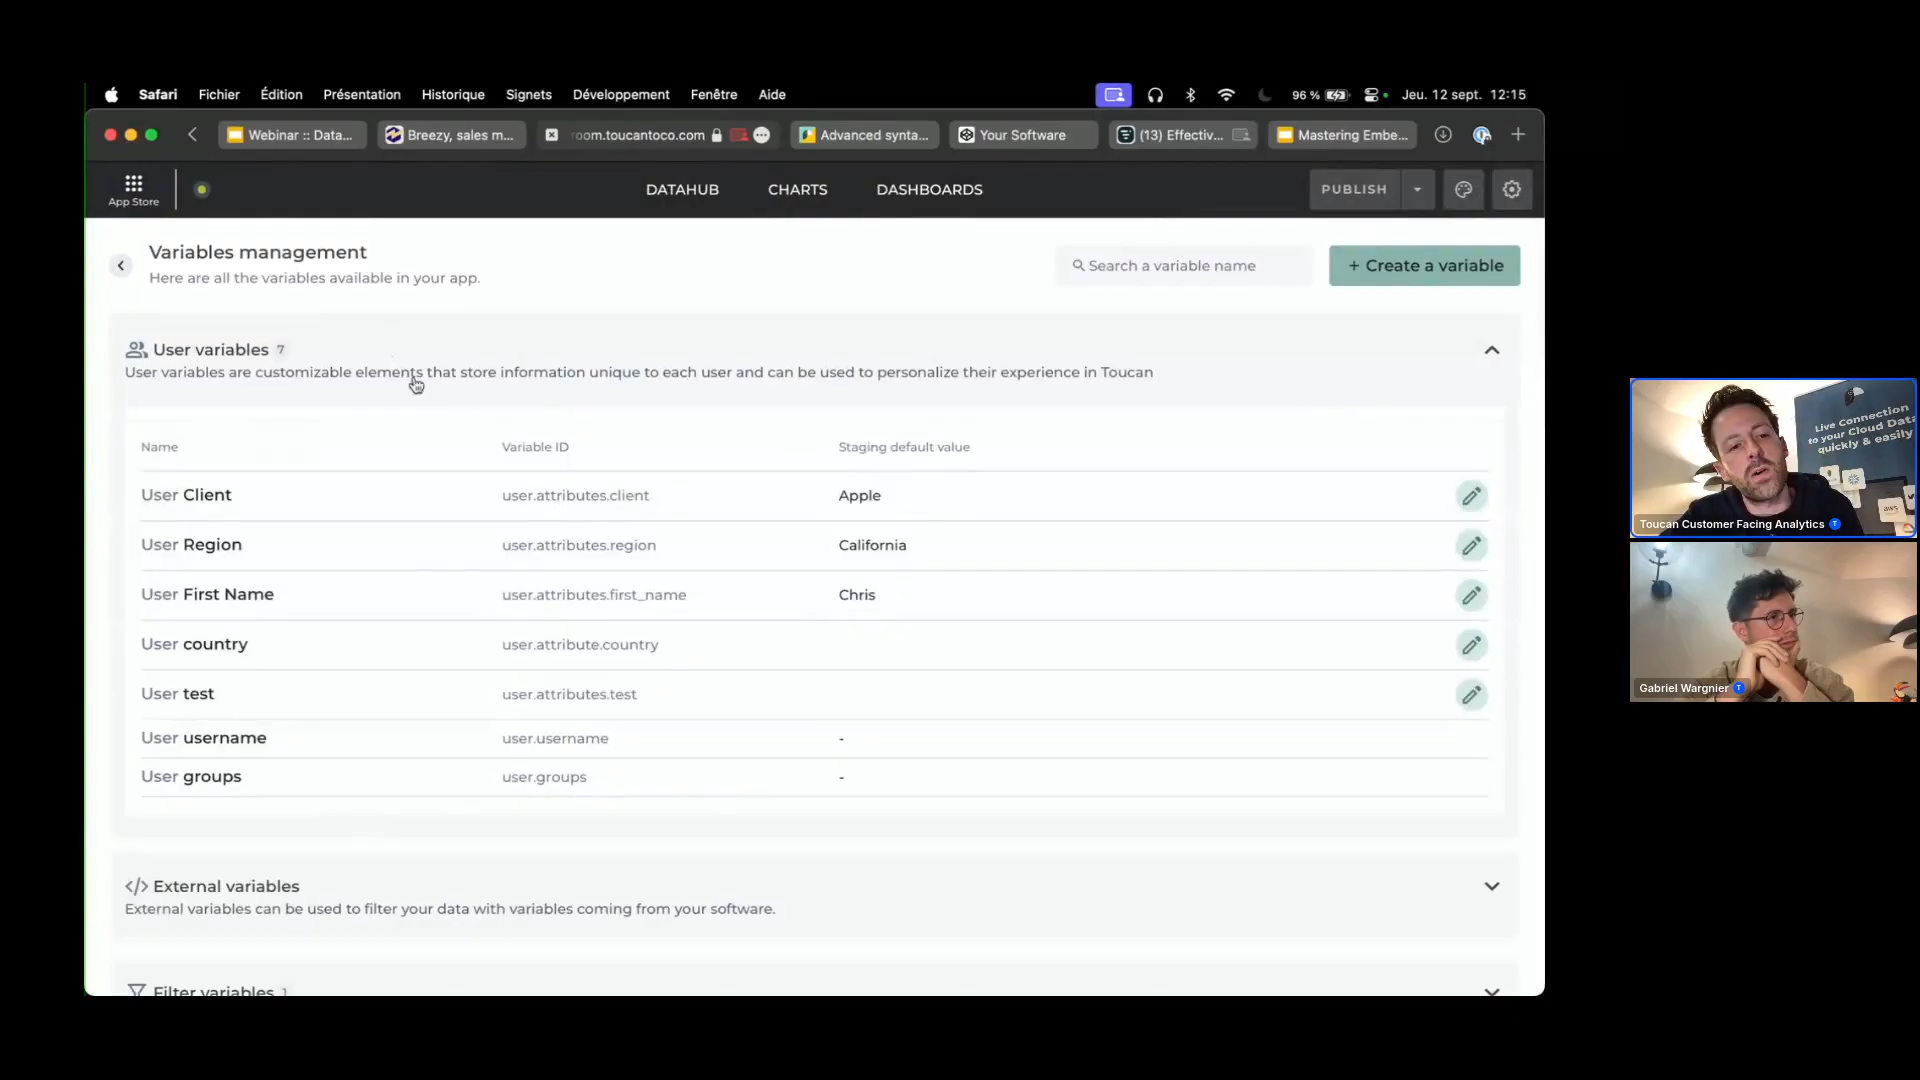 Safari Fichier Édition Présentation Historique Signets Développement Fenêtre Aide 96 % Jeu. 12 sept. 12:15
Webinar :: Data... Breezy, sales m... room.toucantoco.com Advanced synta... Your Software (13) Effectiv... Mastering Embe...
App Store DATAHUB CHARTS DASHBOARDS PUBLISH
Variables management
Here are all the variables available in your app.
Search a variable name
+ Create a variable
User variables 7
User variables are customizable elements that store information unique to each user and can be used to personalize their experience in Toucan
Name Variable ID Staging default value
User Client user.attributes.client Apple
User Region user.attributes.region California
User First Name user.attributes.first_name Chris
User country user.attribute.country
User test user.attributes.test
User username user.username -
User groups user.groups -
</> External variables
External variables can be used to filter your data with variables coming from your software.
Filter variables 1
Live Connection
to your Cloud Data
quickly & easily
aws
Toucan Customer Facing Analytics T
Gabriel Wargnier T